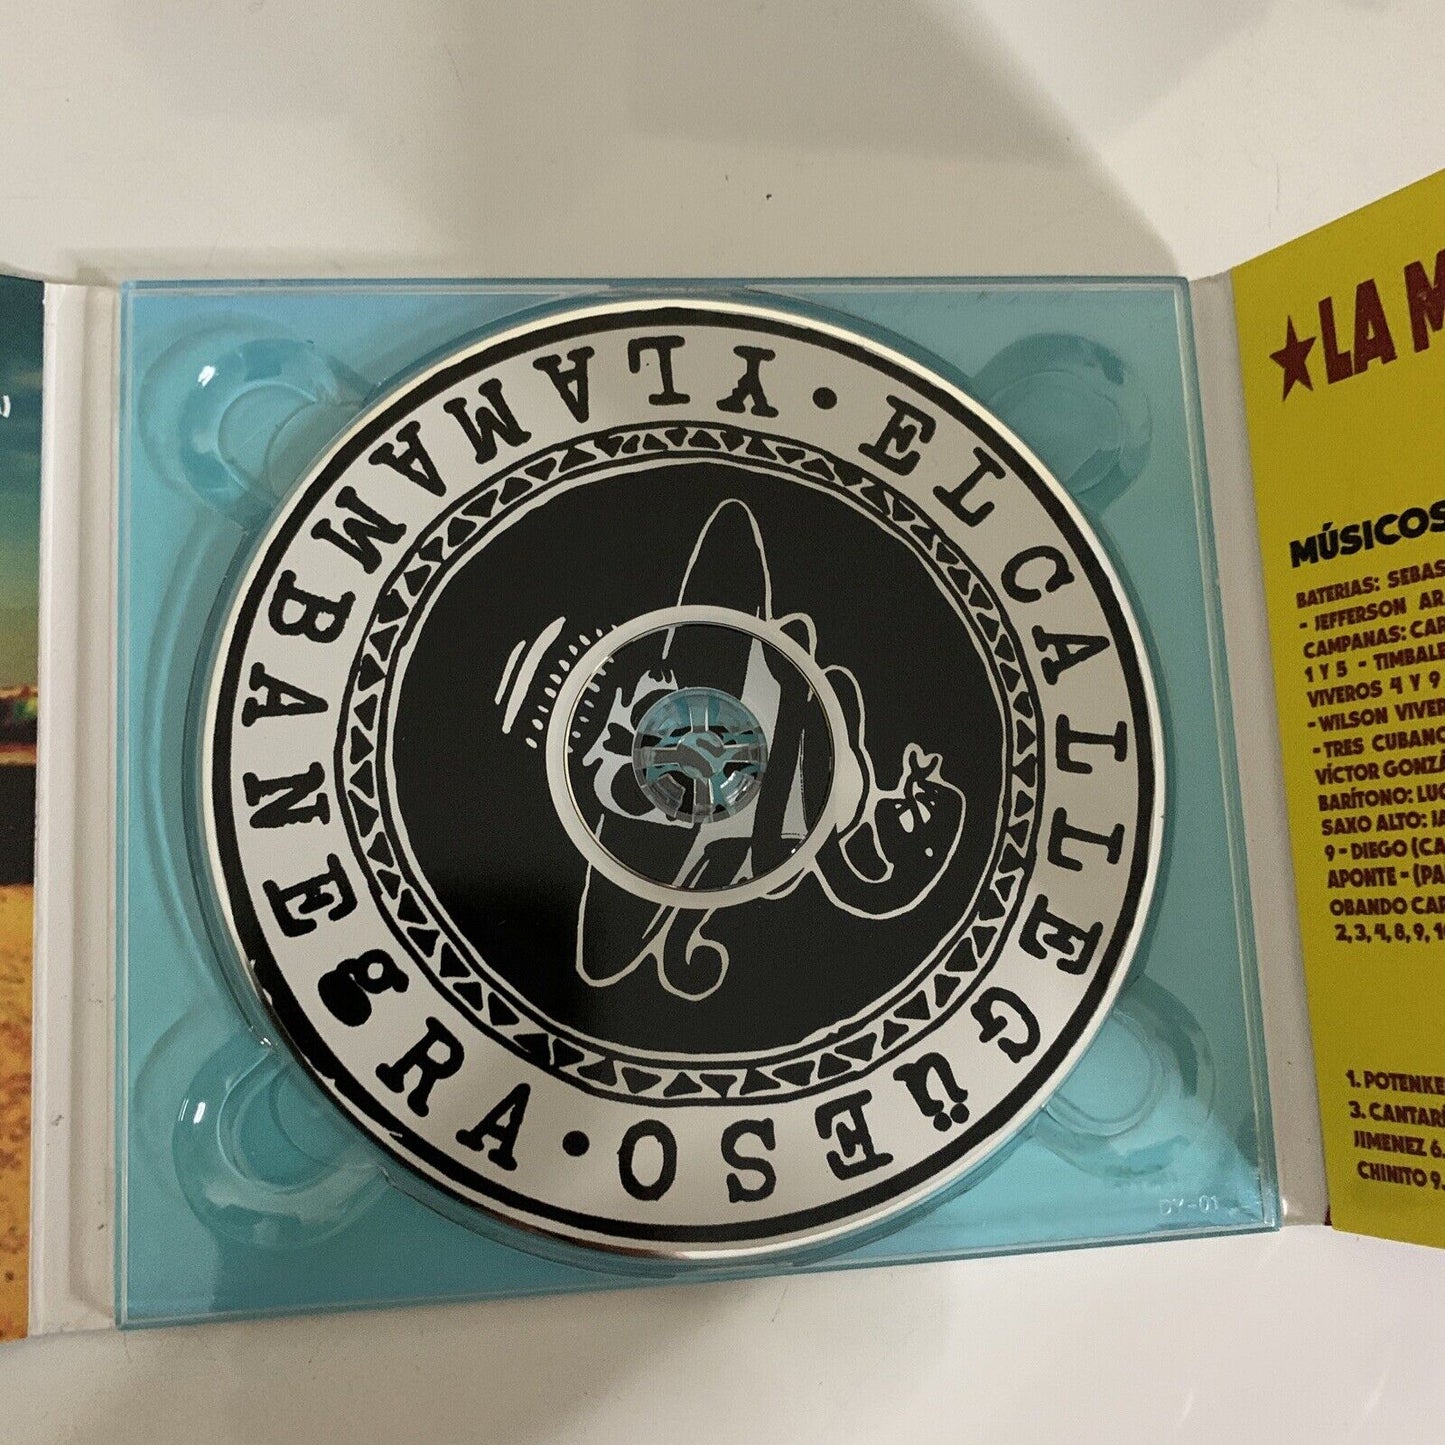 EL CALLEGÜESO
Y LA MAMBANEgRA
DY-01
★LA M
MÚSICOS
BATERIAS: SEBAS
- JEFFERSON AR
CAMPANAS: CAR
1 Y 5 - TIMBALE
VIVEROS 4 Y 9
-WILSON VIVER
-TRES CUBANO
VÍCTOR GONZÁ
BARÍTONO: LUC
SAXO ALTO: JA
9 - DIEGO (CA
APONTE - (PA
OBANDO CAR
2, 3, 4, 8, 9, 1
1. POTENKE
3. CANTAR
JIMENEZ 6.
CHINITO 9.